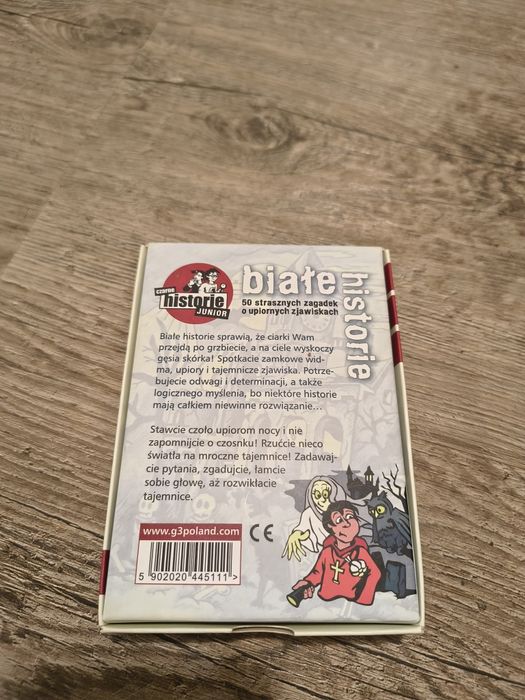 czarne
historie
JUNIOR
białe
historie
50 strasznych zagadek
o upiornych zjawiskach
Białe historie sprawią, że ciarki Wam
przejdą po grzbiecie, a na ciele wyskoczy
gęsia skórka! Spotkacie zamkowe wid-
ma, upiory i tajemnicze zjawiska. Potrze-
bujecie odwagi i determinacji, a także
logicznego myślenia, bo niektóre historie
mają całkiem niewinne rozwiązanie...
Stawcie czoło upiorom nocy i nie
zapomnijcie o czosnku! Rzućcie nieco
światła na mroczne tajemnice! Zadawaj-
cie pytania, zgadujcie, łamcie
sobie głowę, aż rozwikłacie
tajemnice.
www.g3poland.com
CE
5 902020 445111>